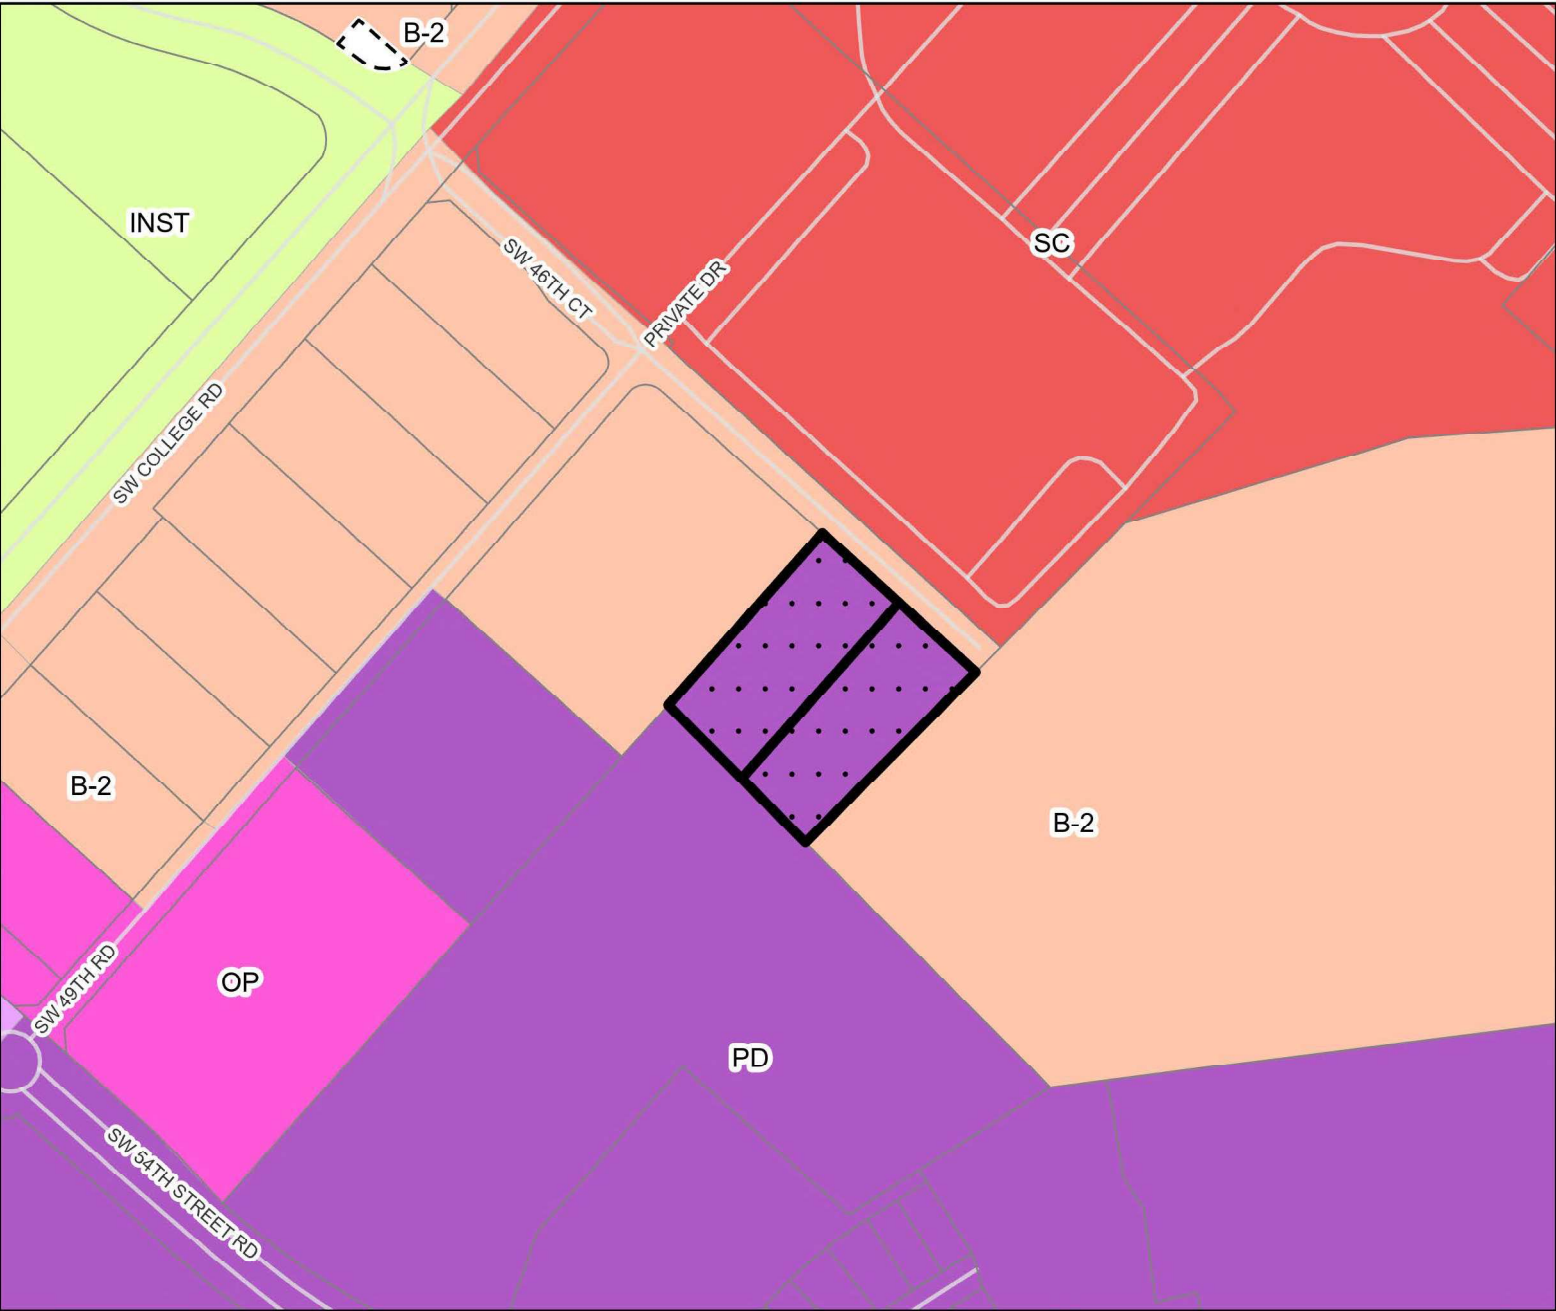 B-2
INST
SW 46TH CT
SC
PRIVATE DR
SW COLLEGE RD
B-2
B-2
SW 49TH RD
OP
PD
SW 54TH STREET RD